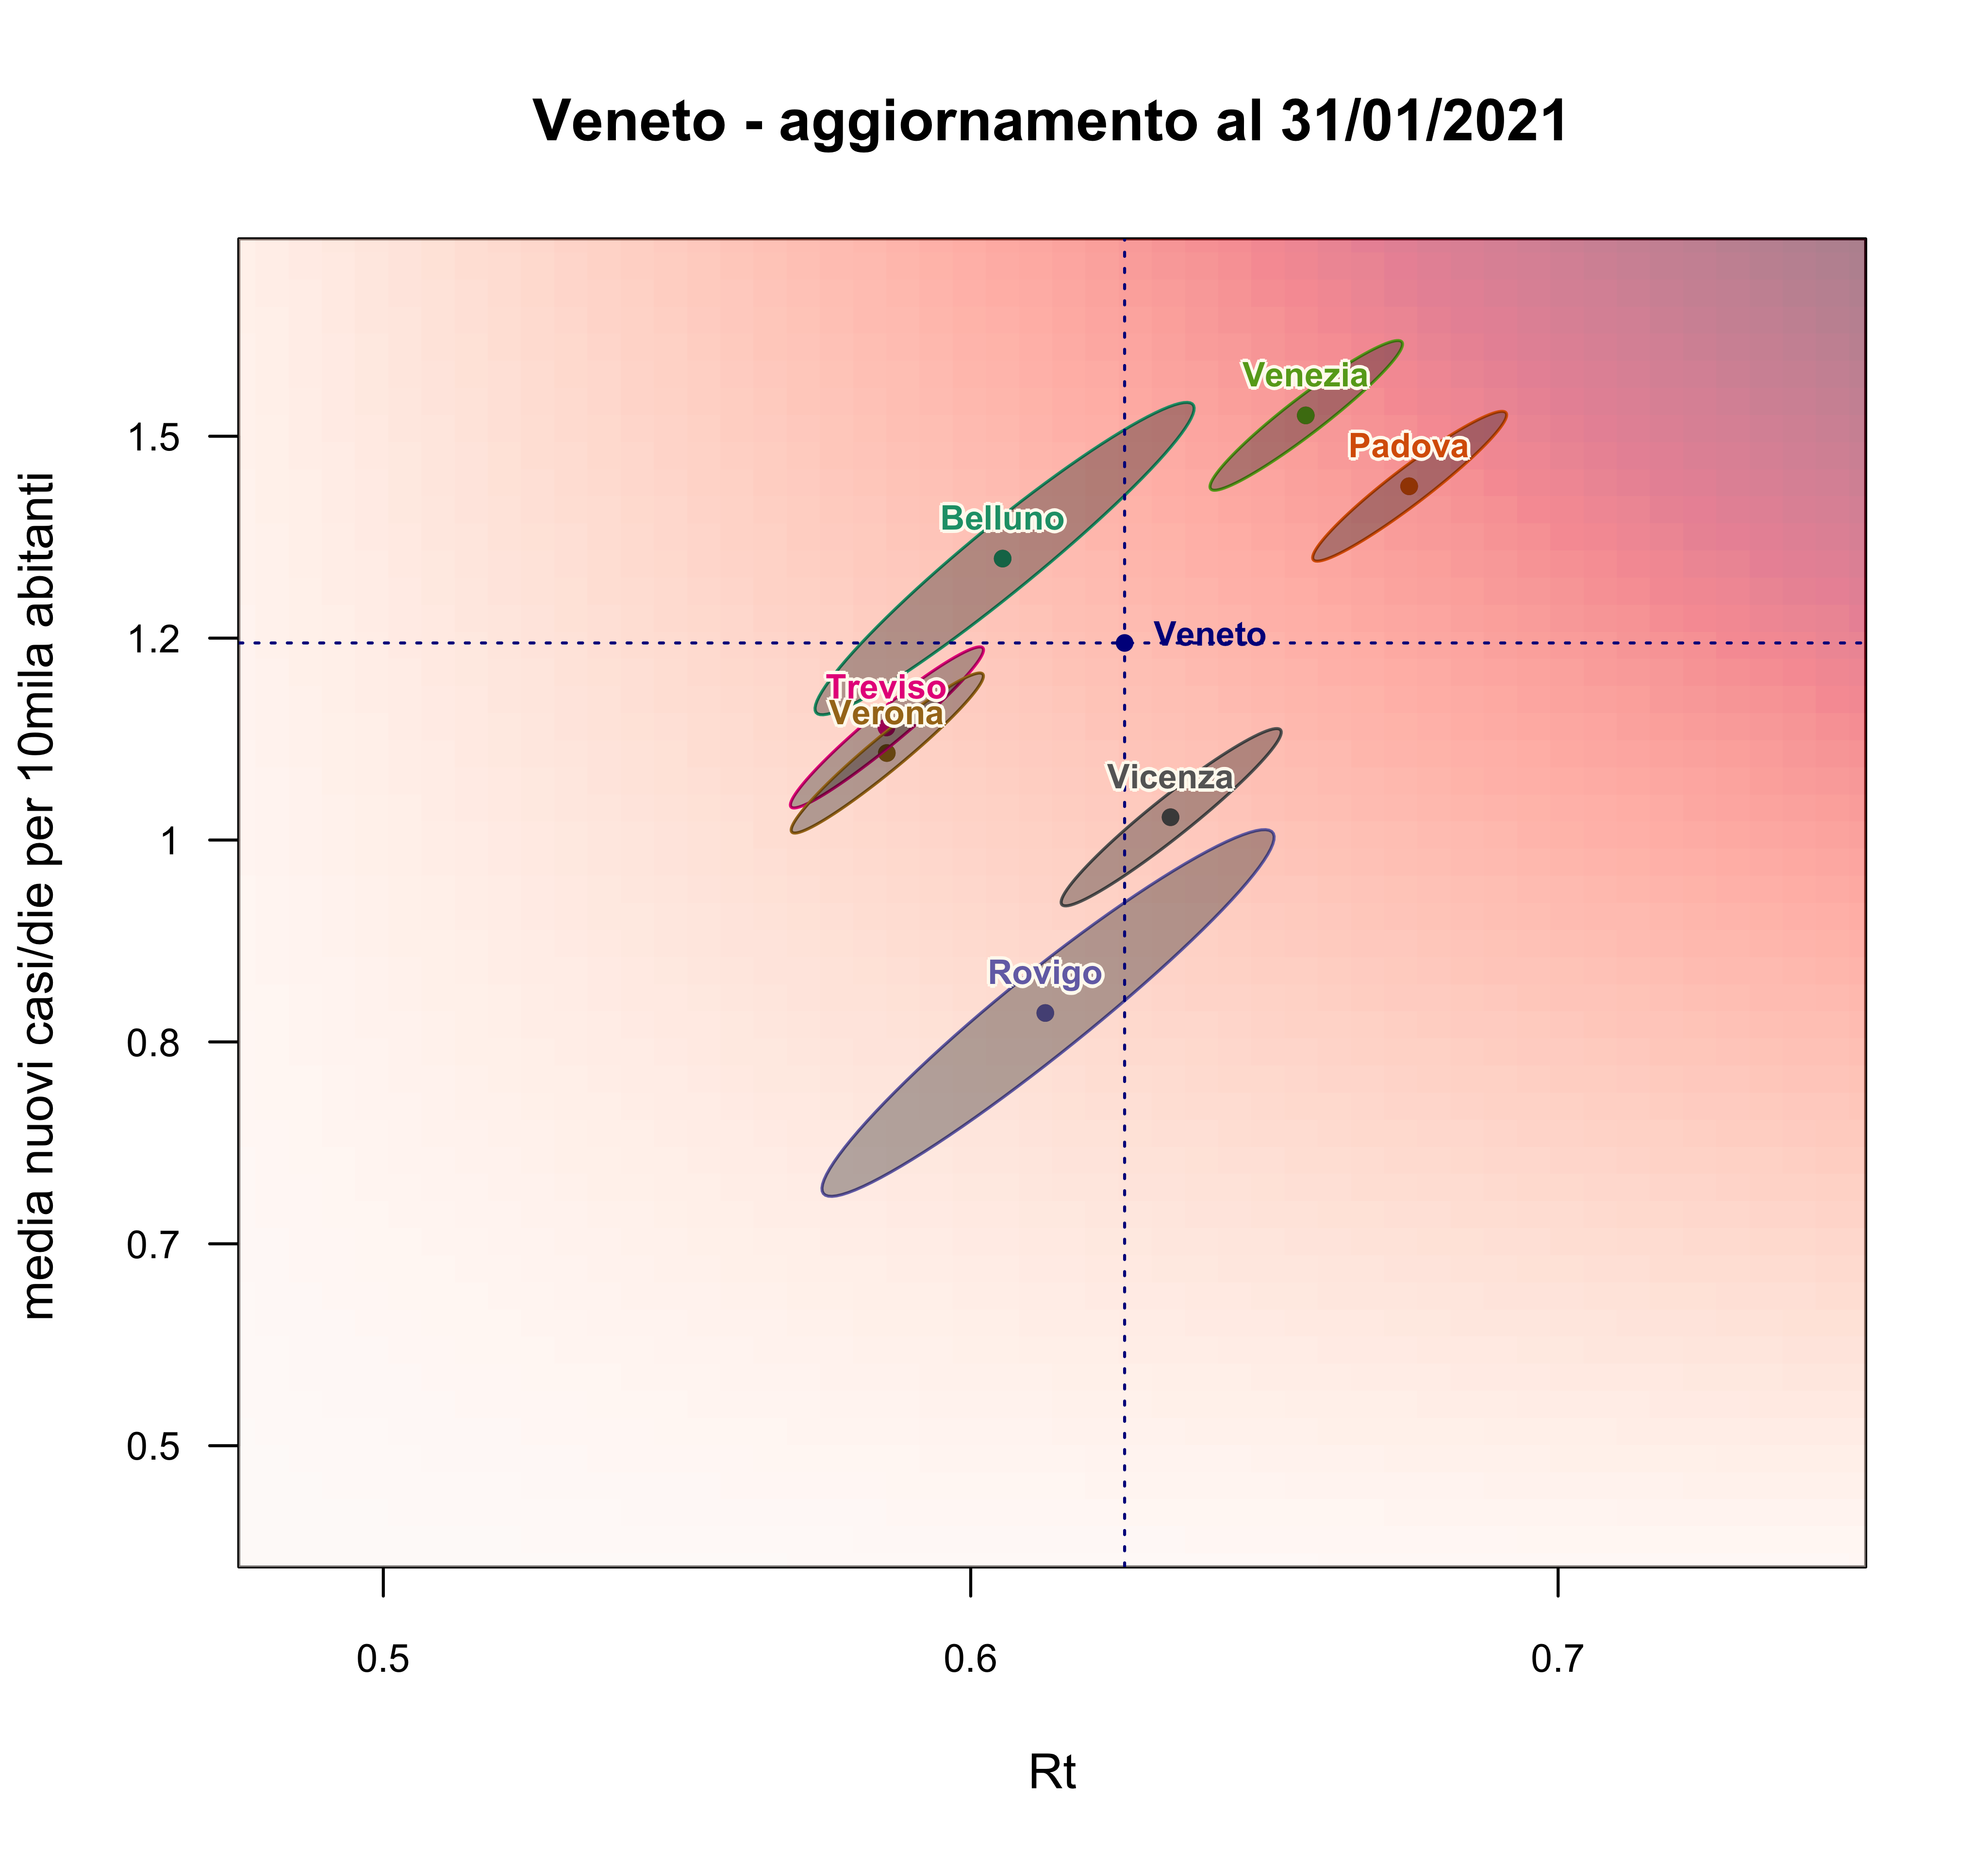 Veneto - aggiornamento al 31/01/2021
media nuovi casi/die per 10mila abitanti
1.5
1.2
1
0.8
0.7
0.5
Venezia
Padova
Belluno
Veneto
Treviso
Verona
Vicenza
Rovigo
0.5
0.6
0.7
Rt